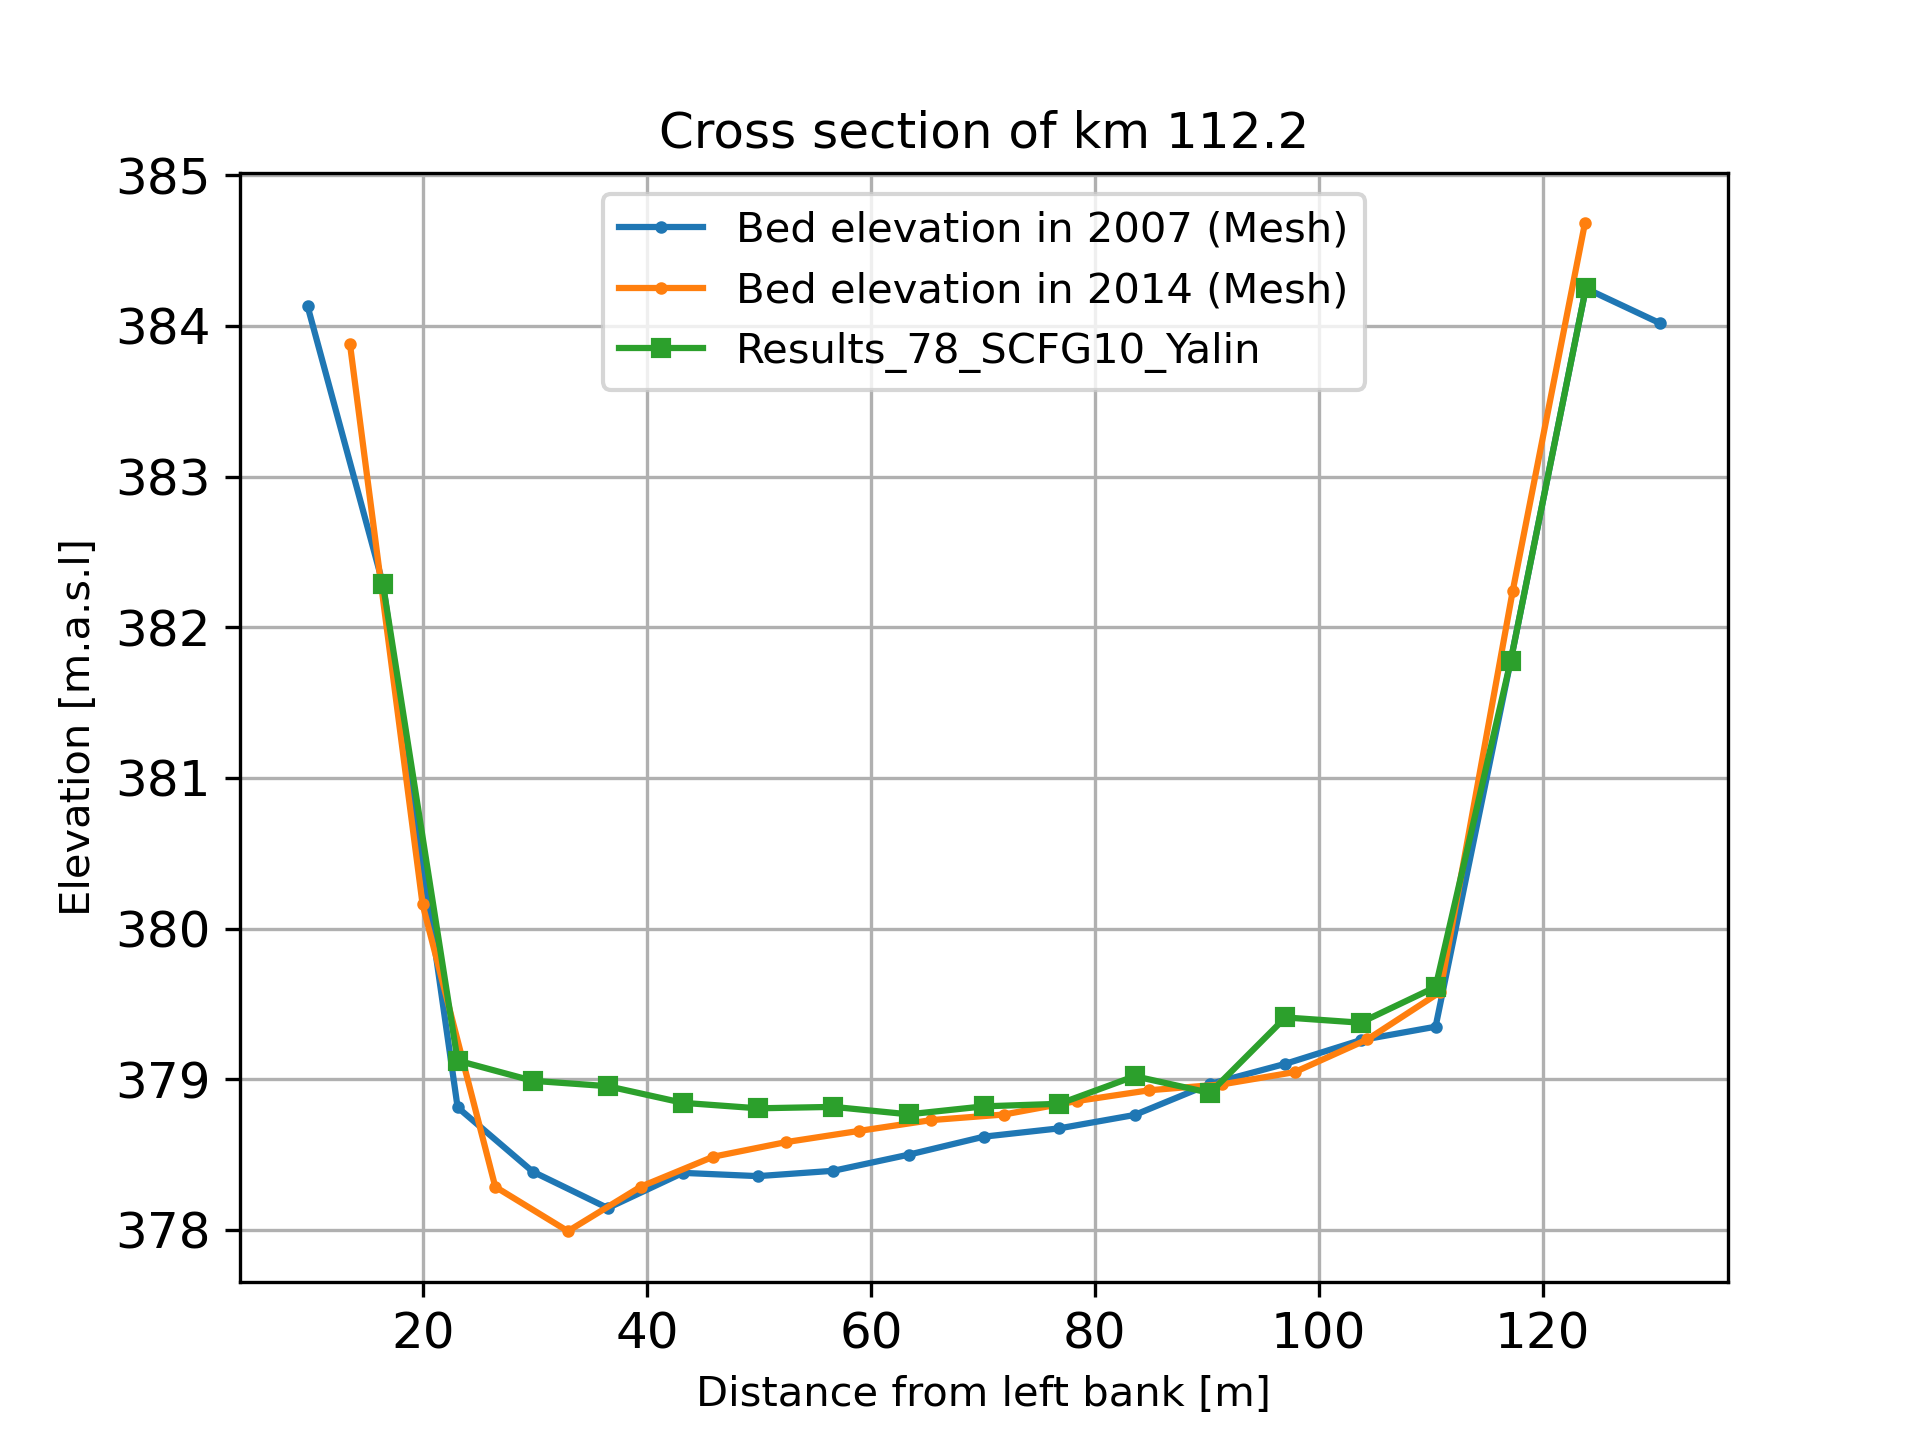 Cross section of km 112.2
Bed elevation in 2007 (Mesh)
Bed elevation in 2014 (Mesh)
Results_78_SCFG10_Yalin
385
384
383
382
381
380
379
378
Elevation [m.a.s.l]
20 40 60 80 100 120
Distance from left bank [m]